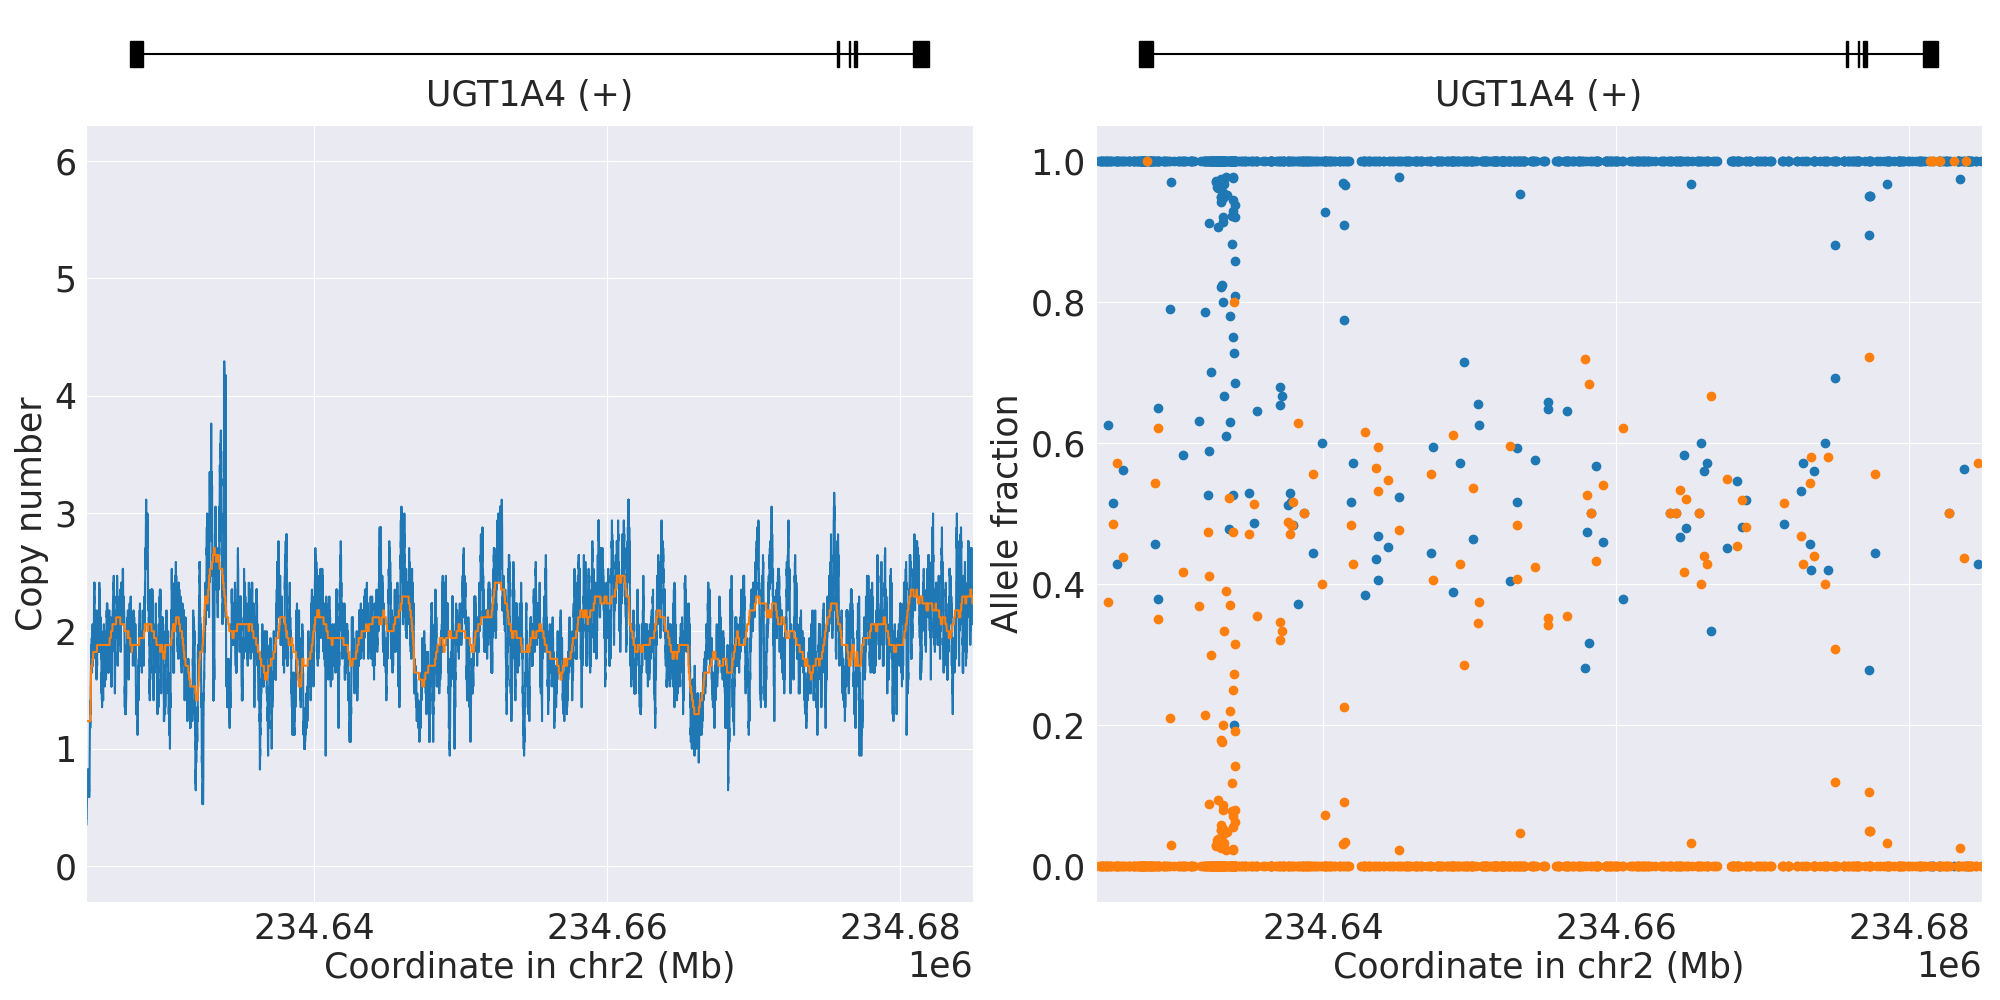 UGT1A4 (+)
6
5
4
3
2
1
0
Copy number
234.64
234.66
234.68
Coordinate in chr2 (Mb)
1e6
UGT1A4 (+)
1.0
0.8
0.6
0.4
0.2
0.0
Allele fraction
234.64
234.66
234.68
Coordinate in chr2 (Mb)
1e6